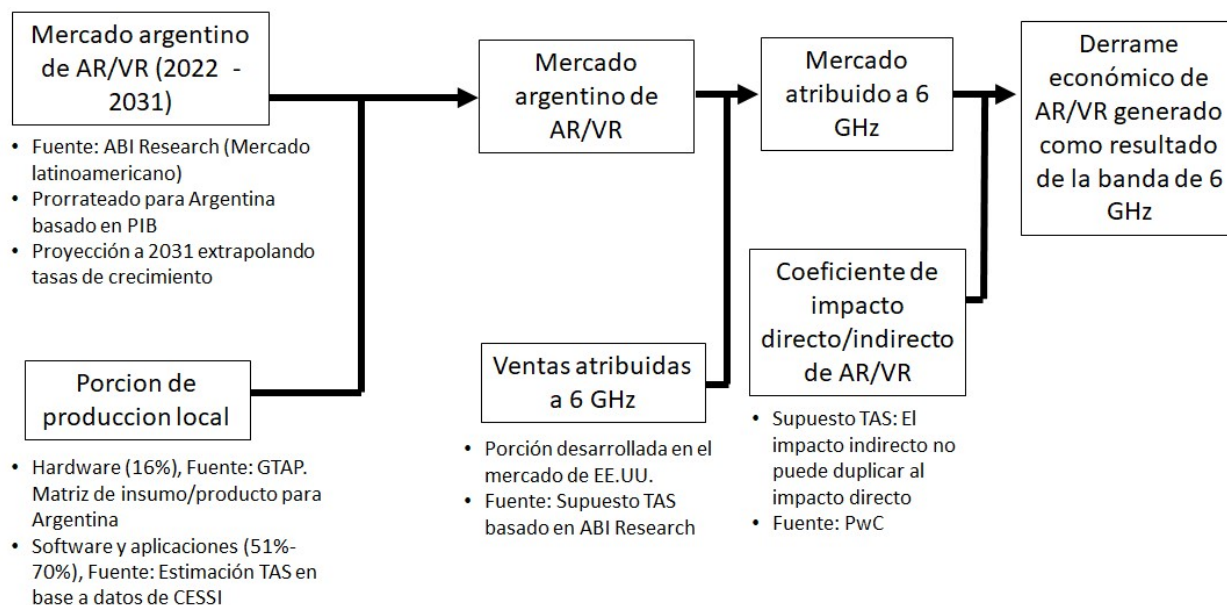 Mercado argentino
de AR/VR (2022 -
2031)
• Fuente: ABI Research (Mercado
latinoamericano)
• Prorrateado para Argentina
basado en PIB
• Proyección a 2031 extrapolando
tasas de crecimiento
Porcion de
produccion local
• Hardware (16%), Fuente: GTAP.
Matriz de insumo/producto para
Argentina
• Software y aplicaciones (51%-
70%), Fuente: Estimación TAS en
base a datos de CESSI
Mercado
argentino de
AR/VR
Ventas atribuidas
a 6 GHz
• Porción desarrollada en el
mercado de EE.UU.
• Fuente: Supuesto TAS
basado en ABI Research
Mercado
atribuido a 6
GHz
Coeficiente de
impacto
directo/indirecto
de AR/VR
• Supuesto TAS: El
impacto indirecto no
puede duplicar al
impacto directo
• Fuente: PwC
Derrame
económico de
AR/VR generado
como resultado
de la banda de 6
GHz